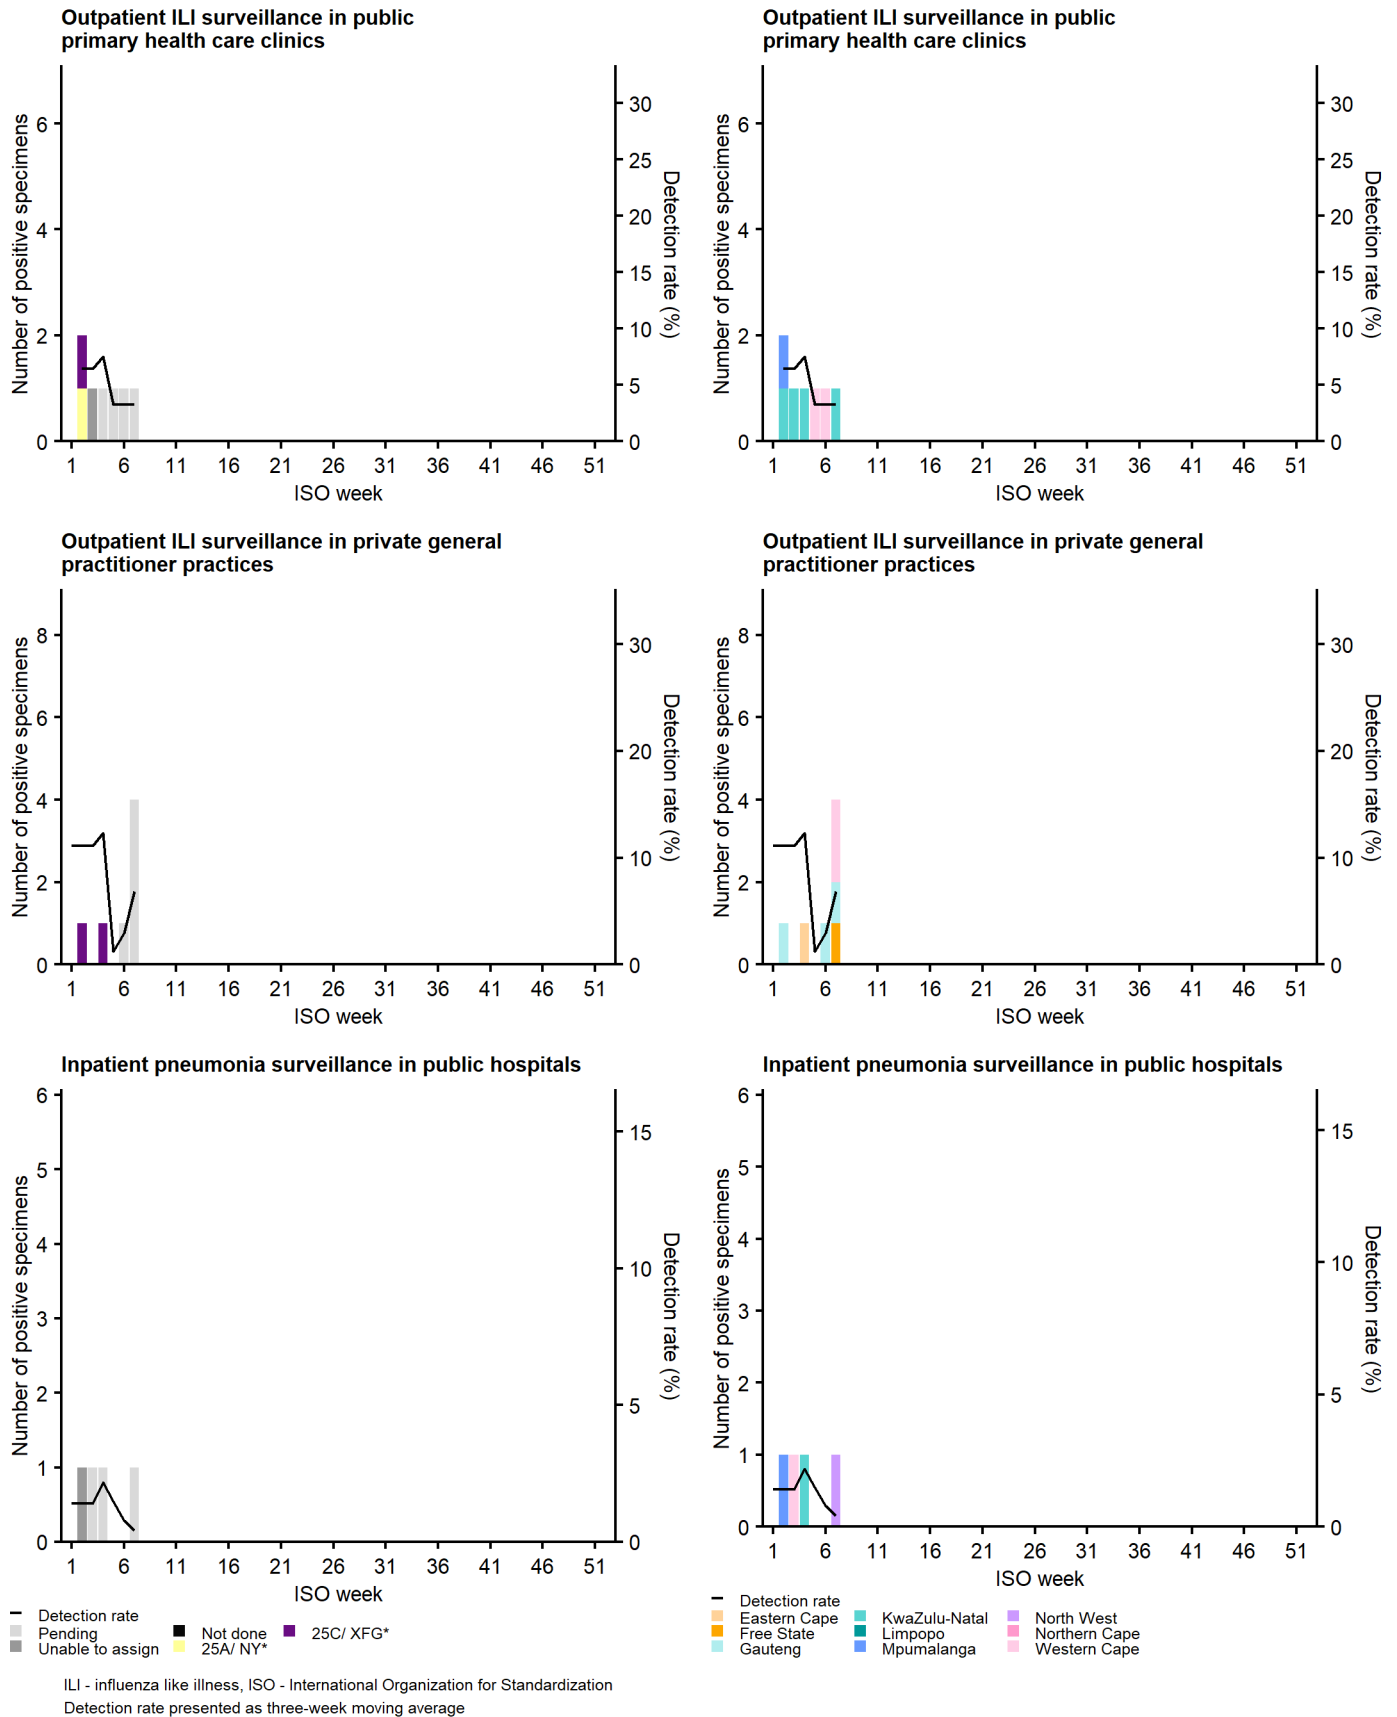 Outpatient ILI surveillance in public
primary health care clinics
Number of positive specimens
6
4
2
0
30
25
20
15
10
5
0
Detection rate (%)
1 6 11 16 21 26 31 36 41 46 51
ISO week
Outpatient ILI surveillance in public
primary health care clinics
Number of positive specimens
6
4
2
0
30
25
20
15
10
5
0
Detection rate (%)
1 6 11 16 21 26 31 36 41 46 51
ISO week
Outpatient ILI surveillance in private general
practitioner practices
Number of positive specimens
8
6
4
2
0
30
20
10
0
Detection rate (%)
1 6 11 16 21 26 31 36 41 46 51
ISO week
Outpatient ILI surveillance in private general
practitioner practices
Number of positive specimens
8
6
4
2
0
30
20
10
0
Detection rate (%)
1 6 11 16 21 26 31 36 41 46 51
ISO week
Inpatient pneumonia surveillance in public hospitals
Number of positive specimens
6
5
4
3
2
1
0
15
10
5
0
Detection rate (%)
1 6 11 16 21 26 31 36 41 46 51
ISO week
Inpatient pneumonia surveillance in public hospitals
Number of positive specimens
6
5
4
3
2
1
0
15
10
5
0
Detection rate (%)
1 6 11 16 21 26 31 36 41 46 51
ISO week
Detection rate
Pending Not done 25C/ XFG*
Unable to assign 25A/ NY*
Detection rate
Eastern Cape KwaZulu-Natal North West
Free State Limpopo Northern Cape
Gauteng Mpumalanga Western Cape
ILI - influenza like illness, ISO - International Organization for Standardization
Detection rate presented as three-week moving average